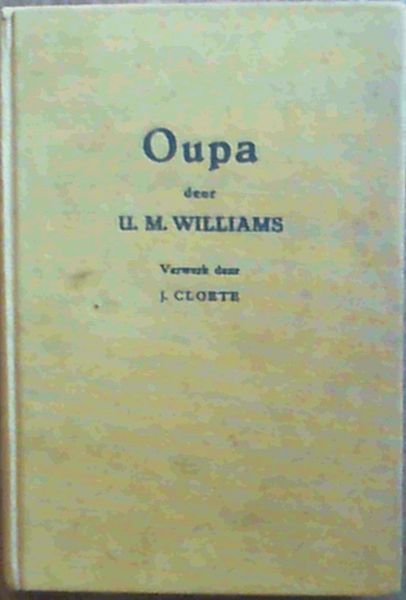 Oupa
deur
U. M. WILLIAMS
Verwerk deur
J. CLOETE